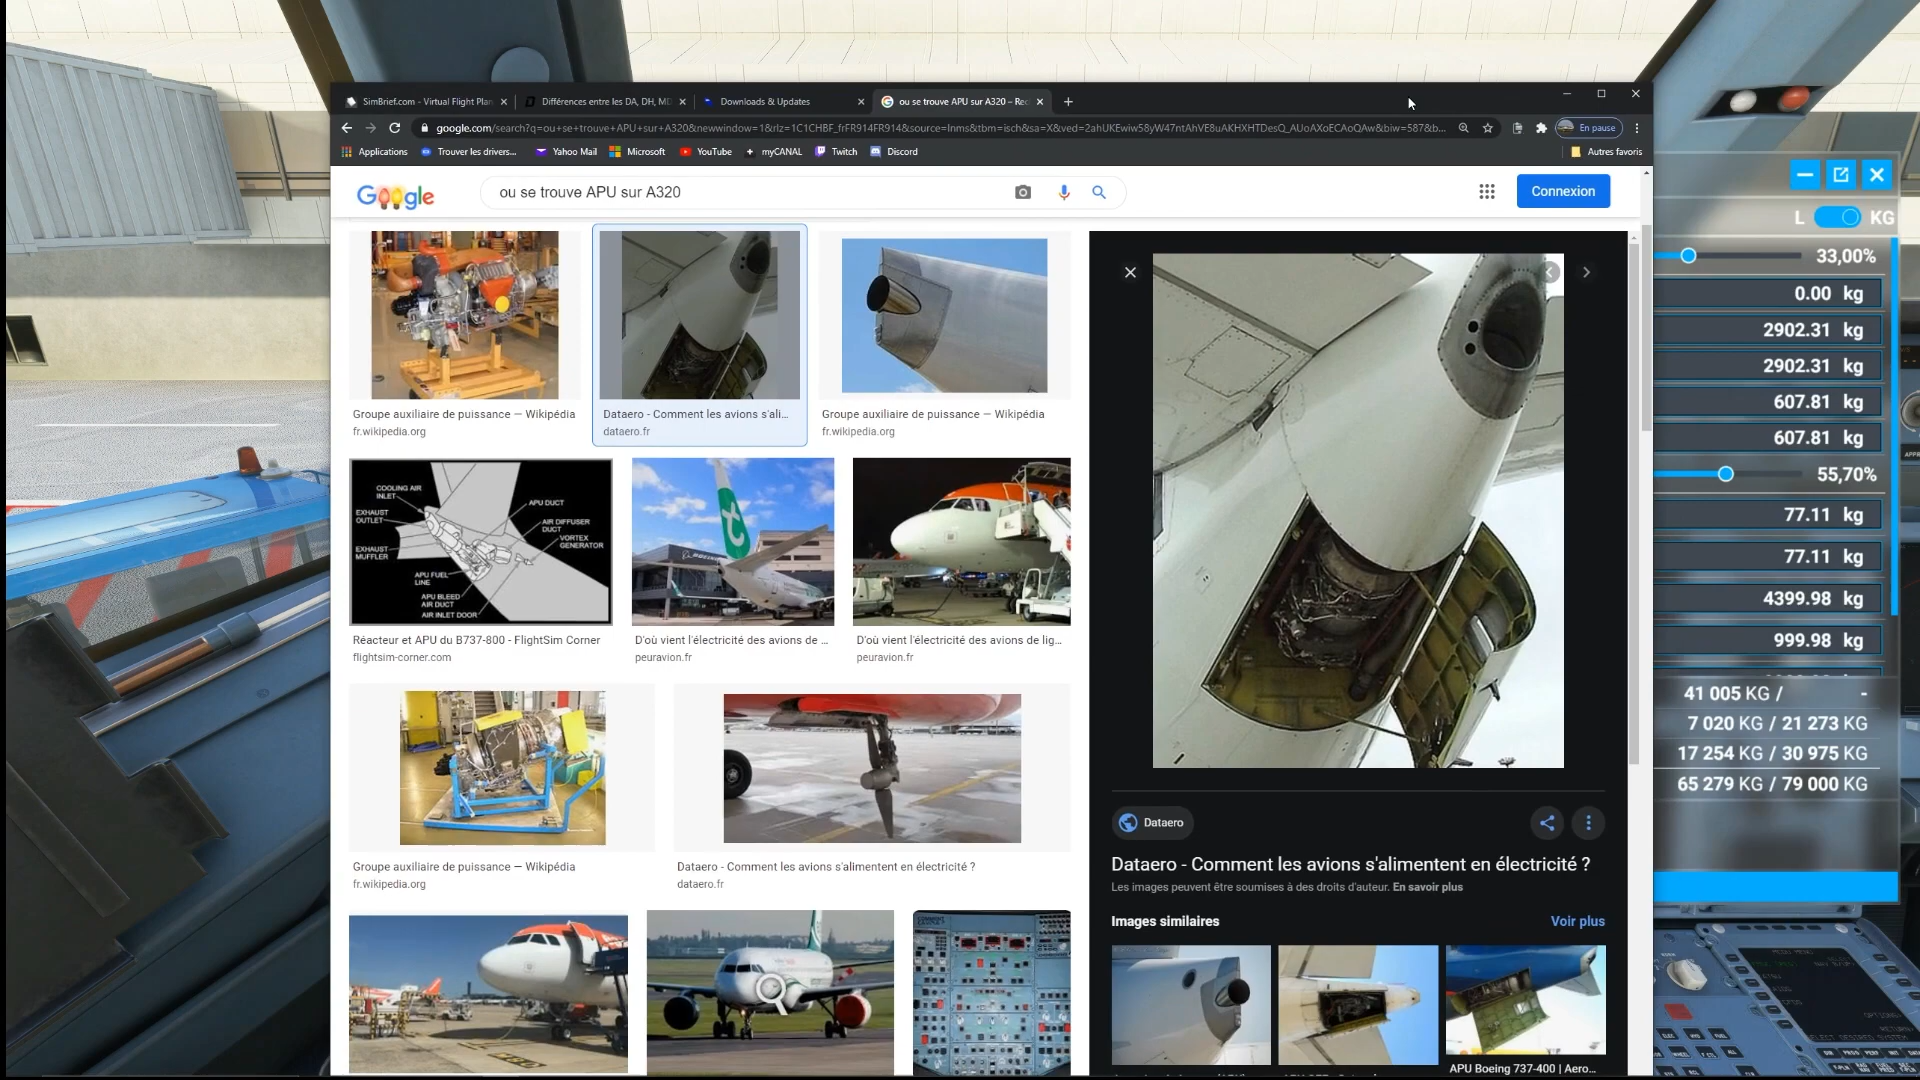 SimBrief.com - Virtual Flight Plan
Différences entre les DA, DH, MD
Downloads & Updates
ou se trouve APU sur A320 – Rec
google.com/search?q=ou+se+trouve+APU+sur+A320&newwindow=1&rlz=1C1CHBF_frFR914FR914&source=lnms&tbm=isch&sa=X&ved=2ahUKEwiw58yW47ntAhVE8uAKHXHTDesQ_AUoAXoECAoQAw&biw=587&b...
En pause
Applications
Trouver les drivers...
Yahoo Mail
Microsoft
YouTube
myCANAL
Twitch
Discord
Autres favoris
Google
ou se trouve APU sur A320
Connexion
Groupe auxiliaire de puissance — Wikipédia
fr.wikipedia.org
Dataero - Comment les avions s'ali...
dataero.fr
Groupe auxiliaire de puissance — Wikipédia
fr.wikipedia.org
COOLING AIR
INLET
EXHAUST
OUTLET
EXHAUST
MUFFLER
APU FUEL
LINE
APU BLEED
AIR DUCT
AIR INLET DOOR
APU DUCT
AIR DIFFUSER
DUCT
VORTEX
GENERATOR
Réacteur et APU du B737-800 - FlightSim Corner
flightsim-corner.com
D'où vient l'électricité des avions de ...
peuravion.fr
D'où vient l'électricité des avions de lig...
peuravion.fr
Groupe auxiliaire de puissance — Wikipédia
fr.wikipedia.org
Dataero - Comment les avions s'alimentent en électricité ?
dataero.fr
Dataero
Dataero - Comment les avions s'alimentent en électricité ?
Les images peuvent être soumises à des droits d'auteur. En savoir plus
Images similaires
Voir plus
APU Boeing 737-400 | Aero...
L KG
33,00%
0.00 kg
2902.31 kg
2902.31 kg
607.81 kg
607.81 kg
55,70%
77.11 kg
77.11 kg
4399.98 kg
999.98 kg
41 005 KG / -
7 020 KG / 21 273 KG
17 254 KG / 30 975 KG
65 279 KG / 79 000 KG